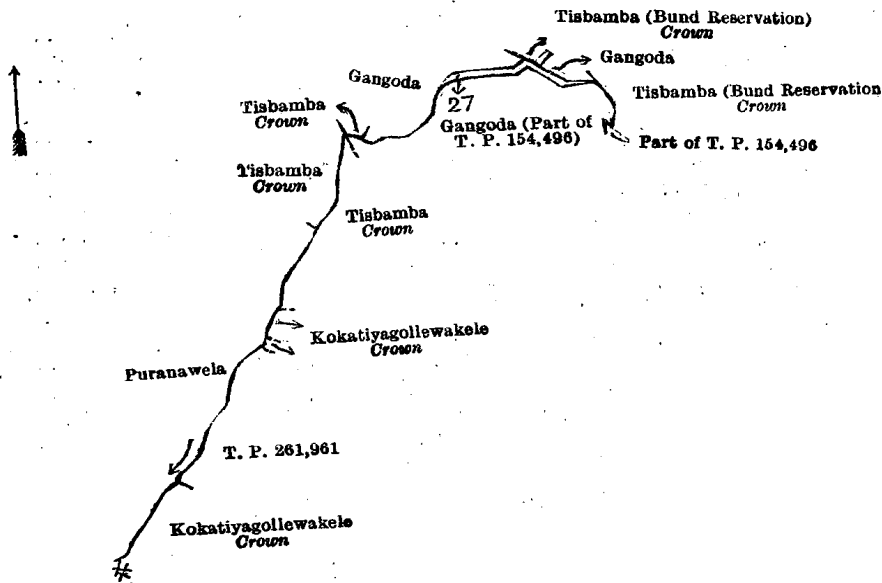 Tisbamba (Bund Reservation)
Crown
Gangoda
Gangoda
Tisbamba (Bund Reservation
Crown
27
Tisbamba
Crown
Gangoda (Part of
T. P. 154,496)
Part of T. P. 154,496
Tisbamba
Crown
Tisbamba
Crown
Kokatiyagollewakele
Crown
Puranawela
T. P. 261,961
Kokatiyagollewakele
Crown